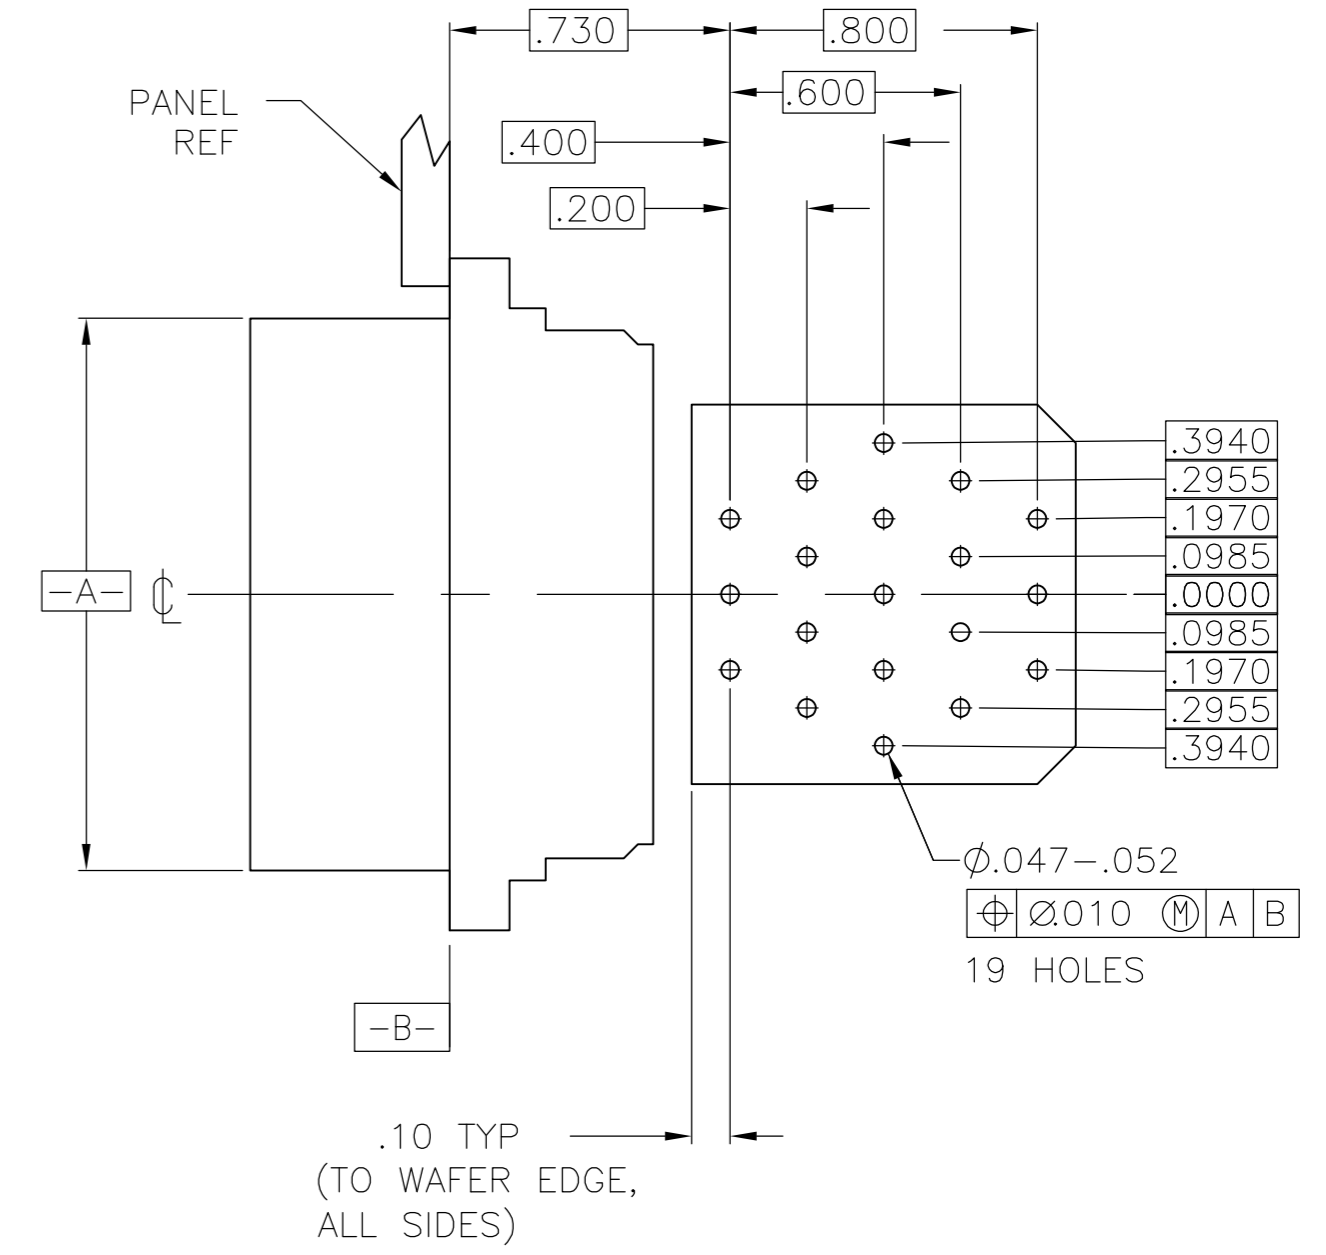 .730
.800
.600
PANEL
REF
.400
.200
.3940
.2955
.1970
.0985
-A- ℄
.0000
.0985
.1970
.2955
.3940
∅.047-.052
⌖ ∅.010 Ⓜ A B
19 HOLES
-B-
.10 TYP
(TO WAFER EDGE,
ALL SIDES)